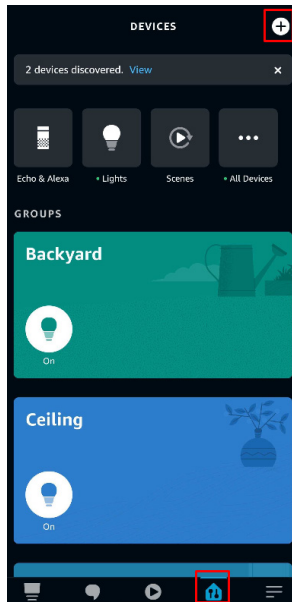 DEVICES
2 devices discovered. View
Echo & Alexa
Lights
Scenes
All Devices
GROUPS
Backyard
On
Ceiling
On